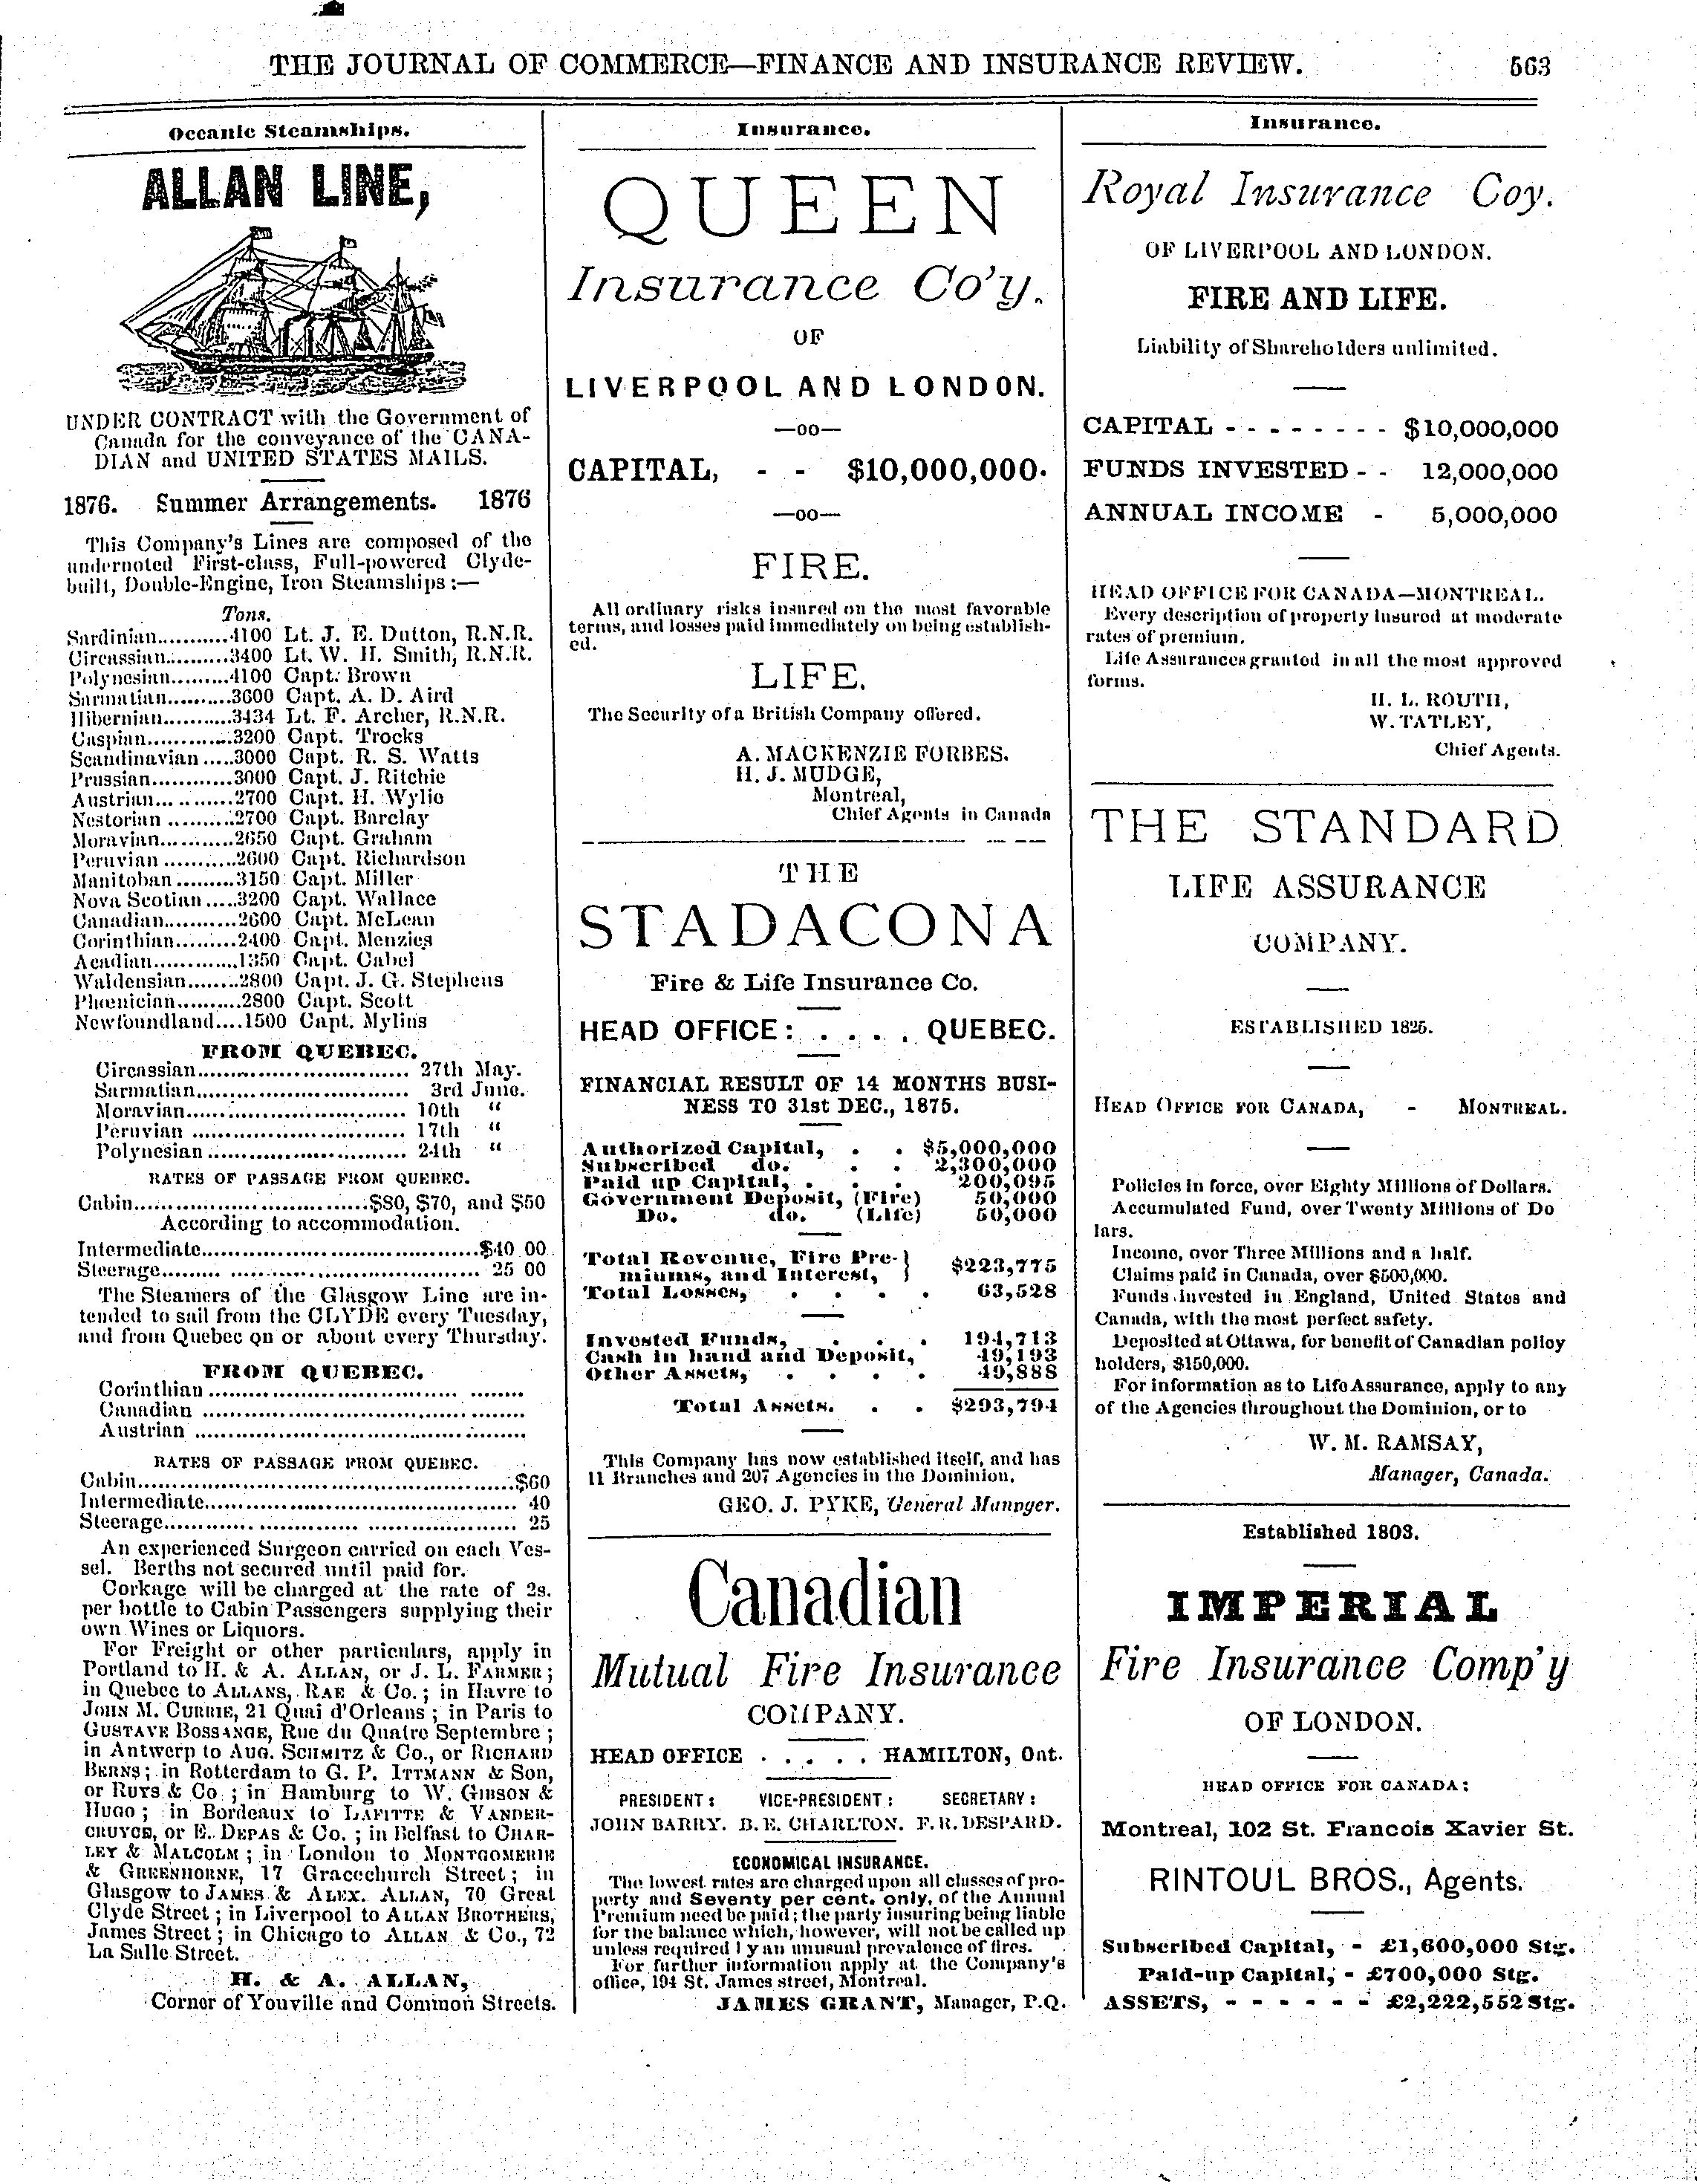 THE JOURNAL OF COMMERCE—FINANCE AND INSURANCE REVIEW. 563
Oceanic Steamships.
ALLAN LINE,
UNDER CONTRACT with the Government of
Canada for the conveyance of the CANA-
DIAN and UNITED STATES MAILS.
1876. Summer Arrangements. 1876
This Company's Lines are composed of the
undernoted First-class, Full-powered Clyde-
built, Double-Engine, Iron Steamships:—
Tons.
Sardinian...........4100 Lt. J. E. Dutton, R.N.R.
Circassian..........3400 Lt. W. H. Smith, R.N.R.
Polynesian.........4100 Capt. Brown
Sarmatian..........3600 Capt. A. D. Aird
Hibernian...........3434 Lt. F. Archer, R.N.R.
Caspian.............3200 Capt. Trocks
Scandinavian.....3000 Capt. R. S. Watts
Prussian............3000 Capt. J. Ritchie
Austrian............2700 Capt. H. Wylie
Nestorian..........2700 Capt. Barclay
Moravian...........2650 Capt. Graham
Peruvian...........2600 Capt. Richardson
Manitoban.........3150 Capt. Miller
Nova Scotian.....3200 Capt. Wallace
Canadian...........2600 Capt. McLean
Corinthian.........2400 Capt. Menzies
Acadian.............1350 Capt. Cabel
Waldensian........2800 Capt. J. G. Stephens
Phœnician..........2800 Capt. Scott
Newfoundland....1500 Capt. Mylius
FROM QUEBEC.
Circassian.............................. 27th May.
Sarmatian.............................. 3rd June.
Moravian.............................. 10th “
Peruvian .............................. 17th “
Polynesian............................ 24th “
RATES OF PASSAGE FROM QUEBEC.
Cabin.................................$80, $70, and $50
According to accommodation.
Intermediate.......................................$40 00
Steerage............................................. 25 00
The Steamers of the Glasgow Line are in-
tended to sail from the CLYDE every Tuesday,
and from Quebec on or about every Thursday.
FROM QUEBEC.
Corinthian ............................................
Canadian .............................................
Austrian ..............................................
RATES OF PASSAGE FROM QUEBEC.
Cabin.....................................................$60
Intermediate............................................ 40
Steerage.................................................. 25
An experienced Surgeon carried on each Ves-
sel. Berths not secured until paid for.
Corkage will be charged at the rate of 2s.
per bottle to Cabin Passengers supplying their
own Wines or Liquors.
For Freight or other particulars, apply in
Portland to H. & A. ALLAN, or J. L. FARMER;
in Quebec to ALLANS, RAE & Co.; in Havre to
JOHN M. CURRIE, 21 Quai d'Orleans; in Paris to
GUSTAVE BOSSANGE, Rue du Quatre Septembre;
in Antwerp to AUG. SCHMITZ & Co., or RICHARD
BERNS; in Rotterdam to G. P. ITTMANN & SON,
or RUYS & Co.; in Hamburg to W. GIBSON &
HUGO; in Bordeaux to LAFITTE & VANDER-
CRUYCE, or E. DEPAS & Co.; in Belfast to CHAR-
LEY & MALCOLM; in London to MONTGOMERIE
& GREENHORNE, 17 Gracechurch Street; in
Glasgow to JAMES & ALEX. ALLAN, 70 Great
Clyde Street; in Liverpool to ALLAN BROTHERS,
James Street; in Chicago to ALLAN & Co., 72
La Salle Street.
H. & A. ALLAN,
Corner of Youville and Common Streets.
Insurance.
QUEEN
Insurance Co'y.
OF
LIVERPOOL AND LONDON.
—oo—
CAPITAL, - - $10,000,000.
—oo—
FIRE.
All ordinary risks insured on the most favorable
terms, and losses paid immediately on being establish-
ed.
LIFE.
The Security of a British Company offered.
A. MACKENZIE FORBES.
H. J. MUDGE,
Montreal,
Chief Agents in Canada
THE
STADACONA
Fire & Life Insurance Co.
HEAD OFFICE: . . . . QUEBEC.
FINANCIAL RESULT OF 14 MONTHS BUSI-
NESS TO 31st DEC., 1875.
Authorized Capital, . . $5,000,000
Subscribed do. . . 2,300,000
Paid up Capital, . . . 200,095
Government Deposit, (Fire) 50,000
Do. do. (Life) 50,000
Total Revenue, Fire Pre-}
miums, and Interest, } $223,775
Total Losses, . . . . 63,528
Invested Funds, . . . 194,713
Cash in hand and Deposit, 49,193
Other Assets, . . . . 49,888
Total Assets. . . $293,794
This Company has now established itself, and has
11 Branches and 207 Agencies in the Dominion.
GEO. J. PYKE, General Manager.
Canadian
Mutual Fire Insurance
COMPANY.
HEAD OFFICE . . . . . HAMILTON, Ont.
PRESIDENT: VICE-PRESIDENT: SECRETARY:
JOHN BARRY. B. E. CHARLTON. F. R. DESPARD.
ECONOMICAL INSURANCE.
The lowest rates are charged upon all classes of pro-
perty and Seventy per cent. only, of the Annual
Premium need be paid; the party insuring being liable
for the balance which, however, will not be called up
unless required by an unusual prevalence of fires.
For further information apply at the Company's
office, 194 St. James street, Montreal.
JAMES GRANT, Manager, P.Q.
Insurance.
Royal Insurance Coy.
OF LIVERPOOL AND LONDON.
FIRE AND LIFE.
Liability of Shareholders unlimited.
CAPITAL - - - - - - - - $10,000,000
FUNDS INVESTED - - 12,000,000
ANNUAL INCOME - 5,000,000
HEAD OFFICE FOR CANADA—MONTREAL.
Every description of property insured at moderate
rates of premium.
Life Assurances granted in all the most approved
forms.
H. L. ROUTH,
W. TATLEY,
Chief Agents.
THE STANDARD
LIFE ASSURANCE
COMPANY.
ESTABLISHED 1825.
HEAD OFFICE FOR CANADA, - MONTREAL.
Policies in force, over Eighty Millions of Dollars.
Accumulated Fund, over Twenty Millions of Do
lars.
Income, over Three Millions and a half.
Claims paid in Canada, over $500,000.
Funds invested in England, United States and
Canada, with the most perfect safety.
Deposited at Ottawa, for benefit of Canadian policy
holders, $150,000.
For information as to Life Assurance, apply to any
of the Agencies throughout the Dominion, or to
W. M. RAMSAY,
Manager, Canada.
Established 1803.
IMPERIAL
Fire Insurance Comp'y
OF LONDON.
HEAD OFFICE FOR CANADA:
Montreal, 102 St. Francois Xavier St.
RINTOUL BROS., Agents.
Subscribed Capital, - £1,600,000 Stg.
Paid-up Capital, - £700,000 Stg.
ASSETS, - - - - - - £2,222,552 Stg.